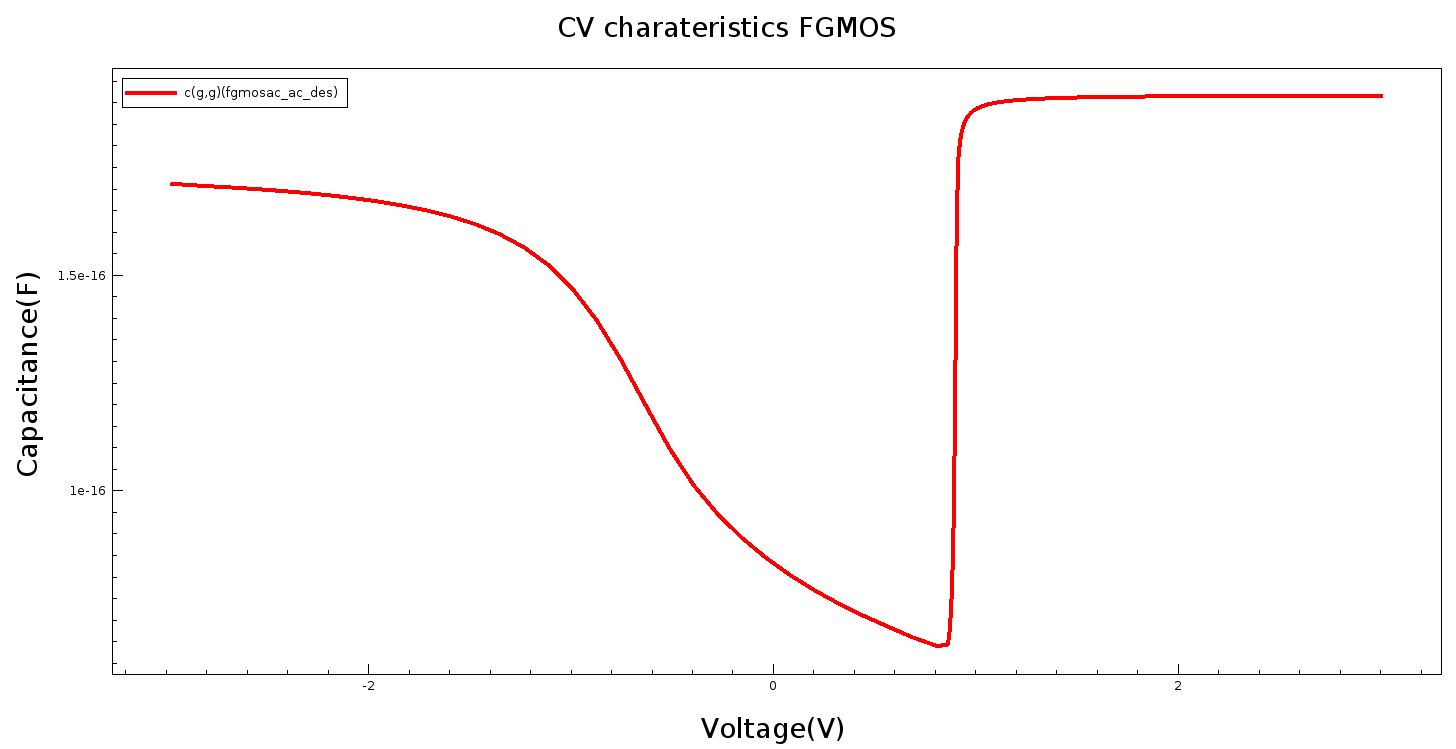 CV charateristics FGMOS
c(g,g)(fgmosac_ac_des)
Capacitance(F)
1.5e-16
1e-16
-2
0
2
Voltage(V)